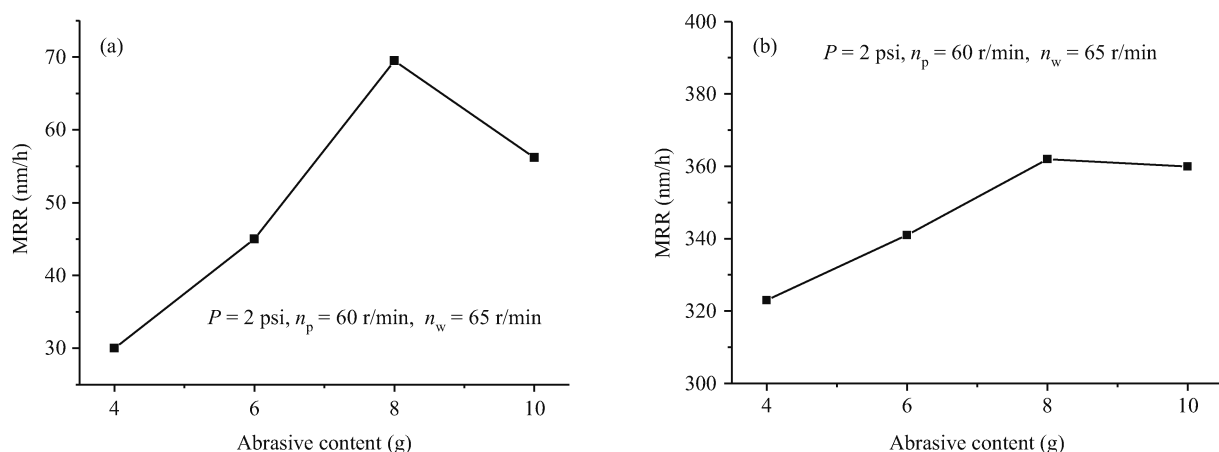 (a)
P = 2 psi, np = 60 r/min, nw = 65 r/min
MRR (nm/h)
70
60
50
40
30
4
6
8
10
Abrasive content (g)
(b)
P = 2 psi, np = 60 r/min, nw = 65 r/min
MRR (nm/h)
400
380
360
340
320
300
4
6
8
10
Abrasive content (g)